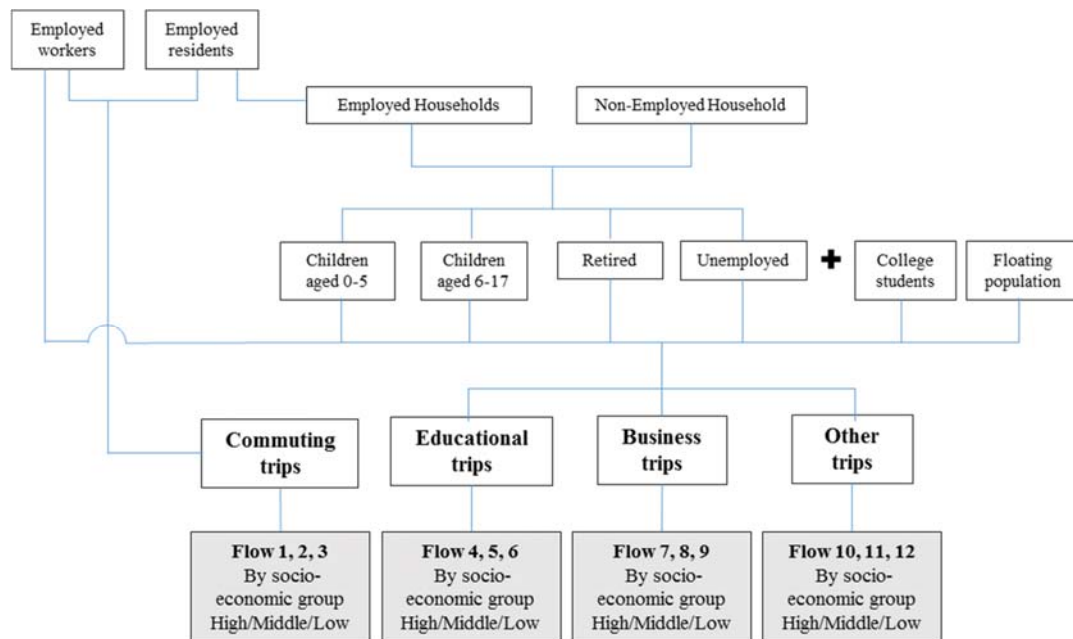 Employed
workers
Employed
residents
Employed Households
Non-Employed Household
Children
aged 0-5
Children
aged 6-17
Retired
Unemployed
College
students
Floating
population
Commuting
trips
Educational
trips
Business
trips
Other
trips
Flow 1, 2, 3
By socio-
economic group
High/Middle/Low
Flow 4, 5, 6
By socio-
economic group
High/Middle/Low
Flow 7, 8, 9
By socio-
economic group
High/Middle/Low
Flow 10, 11, 12
By socio-
economic group
High/Middle/Low